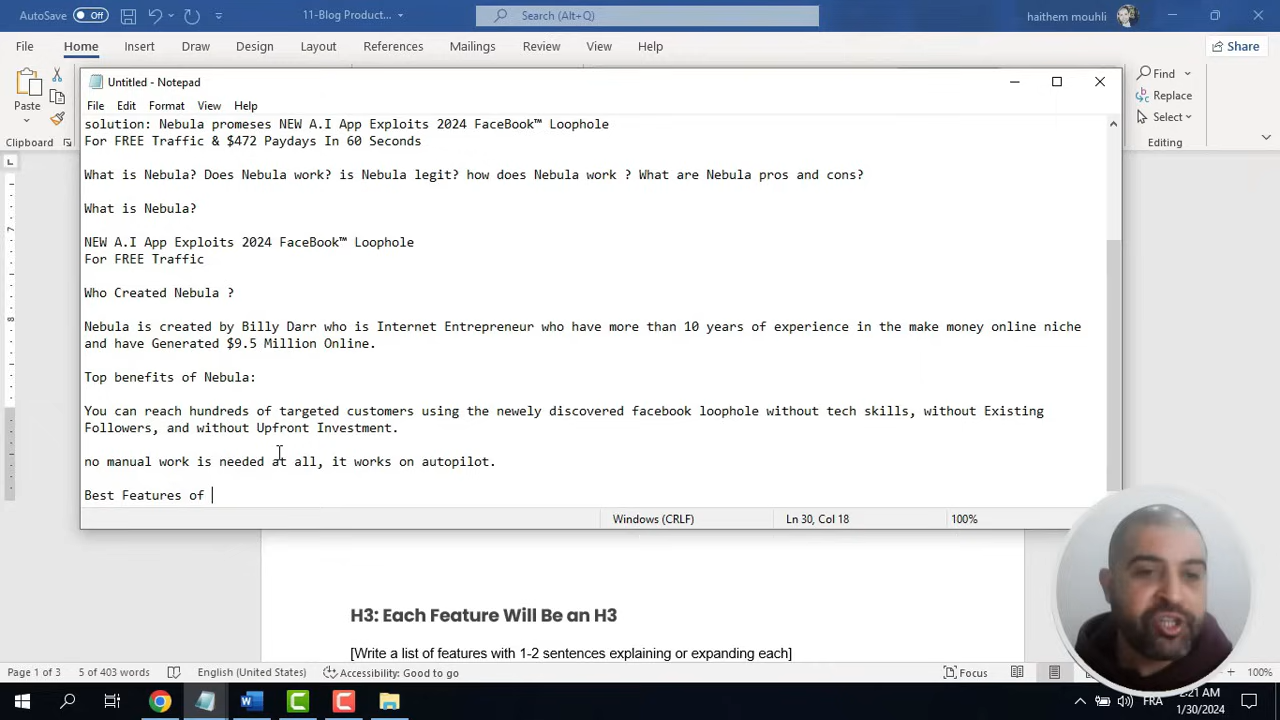 AutoSave Off 11-Blog Product... Search (Alt+Q) haithem mouhli
File Home Insert Draw Design Layout References Mailings Review View Help Share
Untitled - Notepad
File Edit Format View Help
Paste
Clipboard
Find
Replace
Select
Editing
solution: Nebula promeses NEW A.I App Exploits 2024 FaceBook™ Loophole
For FREE Traffic & $472 Paydays In 60 Seconds
What is Nebula? Does Nebula work? is Nebula legit? how does Nebula work ? What are Nebula pros and cons?
What is Nebula?
NEW A.I App Exploits 2024 FaceBook™ Loophole
For FREE Traffic
Who Created Nebula ?
Nebula is created by Billy Darr who is Internet Entrepreneur who have more than 10 years of experience in the make money online niche
and have Generated $9.5 Million Online.
Top benefits of Nebula:
You can reach hundreds of targeted customers using the newly discovered facebook loophole without tech skills, without Existing
Followers, and without Upfront Investment.
no manual work is needed at all, it works on autopilot.
Best Features of
Windows (CRLF) Ln 30, Col 18 100%
7
8
9
H3: Each Feature Will Be an H3
[Write a list of features with 1-2 sentences explaining or expanding each]
Page 1 of 3 5 of 403 words English (United States) Accessibility: Good to go Focus 100%
FRA 2:21 AM
1/30/2024